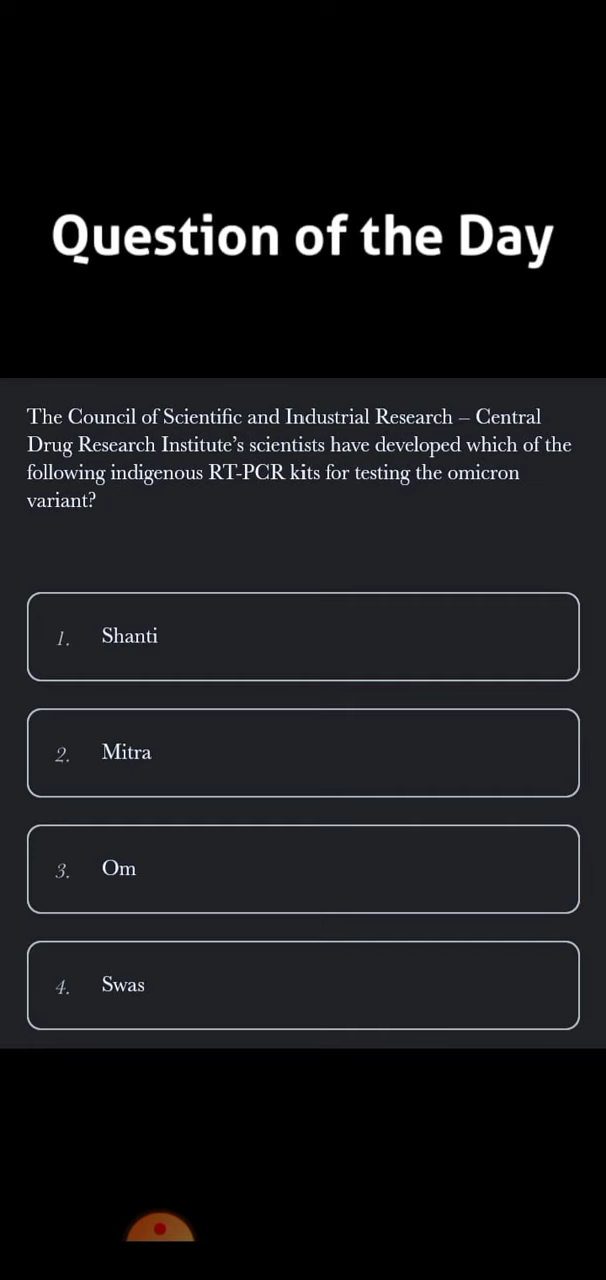 Question of the Day
The Council of Scientific and Industrial Research – Central
Drug Research Institute’s scientists have developed which of the
following indigenous RT-PCR kits for testing the omicron
variant?
1. Shanti
2. Mitra
3. Om
4. Swas